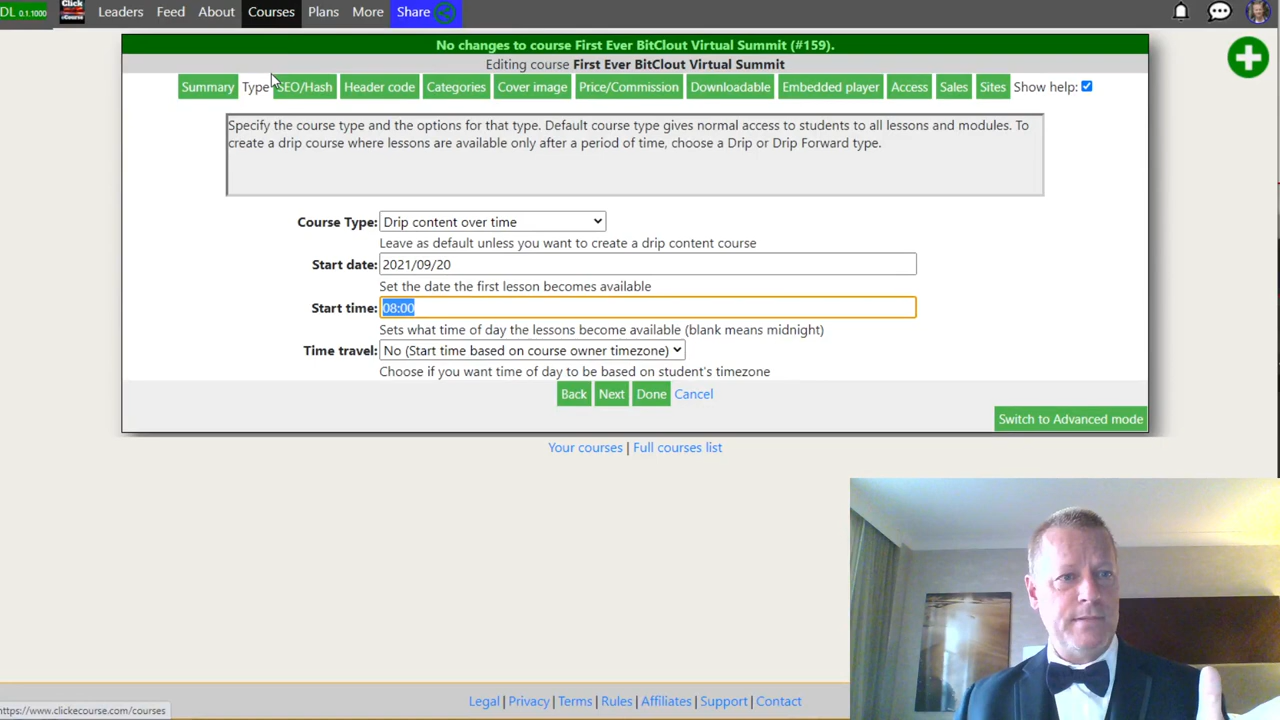 DL 0.1.1000 Click eCourse Leaders Feed About Courses Plans More Share
No changes to course First Ever BitClout Virtual Summit (#159).
Editing course First Ever BitClout Virtual Summit
Summary Type SEO/Hash Header code Categories Cover image Price/Commission Downloadable Embedded player Access Sales Sites Show help:
Specify the course type and the options for that type. Default course type gives normal access to students to all lessons and modules. To
create a drip course where lessons are available only after a period of time, choose a Drip or Drip Forward type.
Course Type: Drip content over time
Leave as default unless you want to create a drip content course
Start date: 2021/09/20
Set the date the first lesson becomes available
Start time: 08:00
Sets what time of day the lessons become available (blank means midnight)
Time travel: No (Start time based on course owner timezone)
Choose if you want time of day to be based on student's timezone
Back Next Done Cancel
Switch to Advanced mode
Your courses | Full courses list
Legal | Privacy | Terms | Rules | Affiliates | Support | Contact
https://www.clickecourse.com/courses